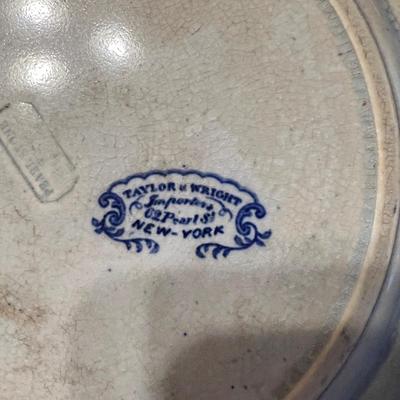 TAYLOR & WRIGHT
Importers
62 Pearl St
NEW-YORK